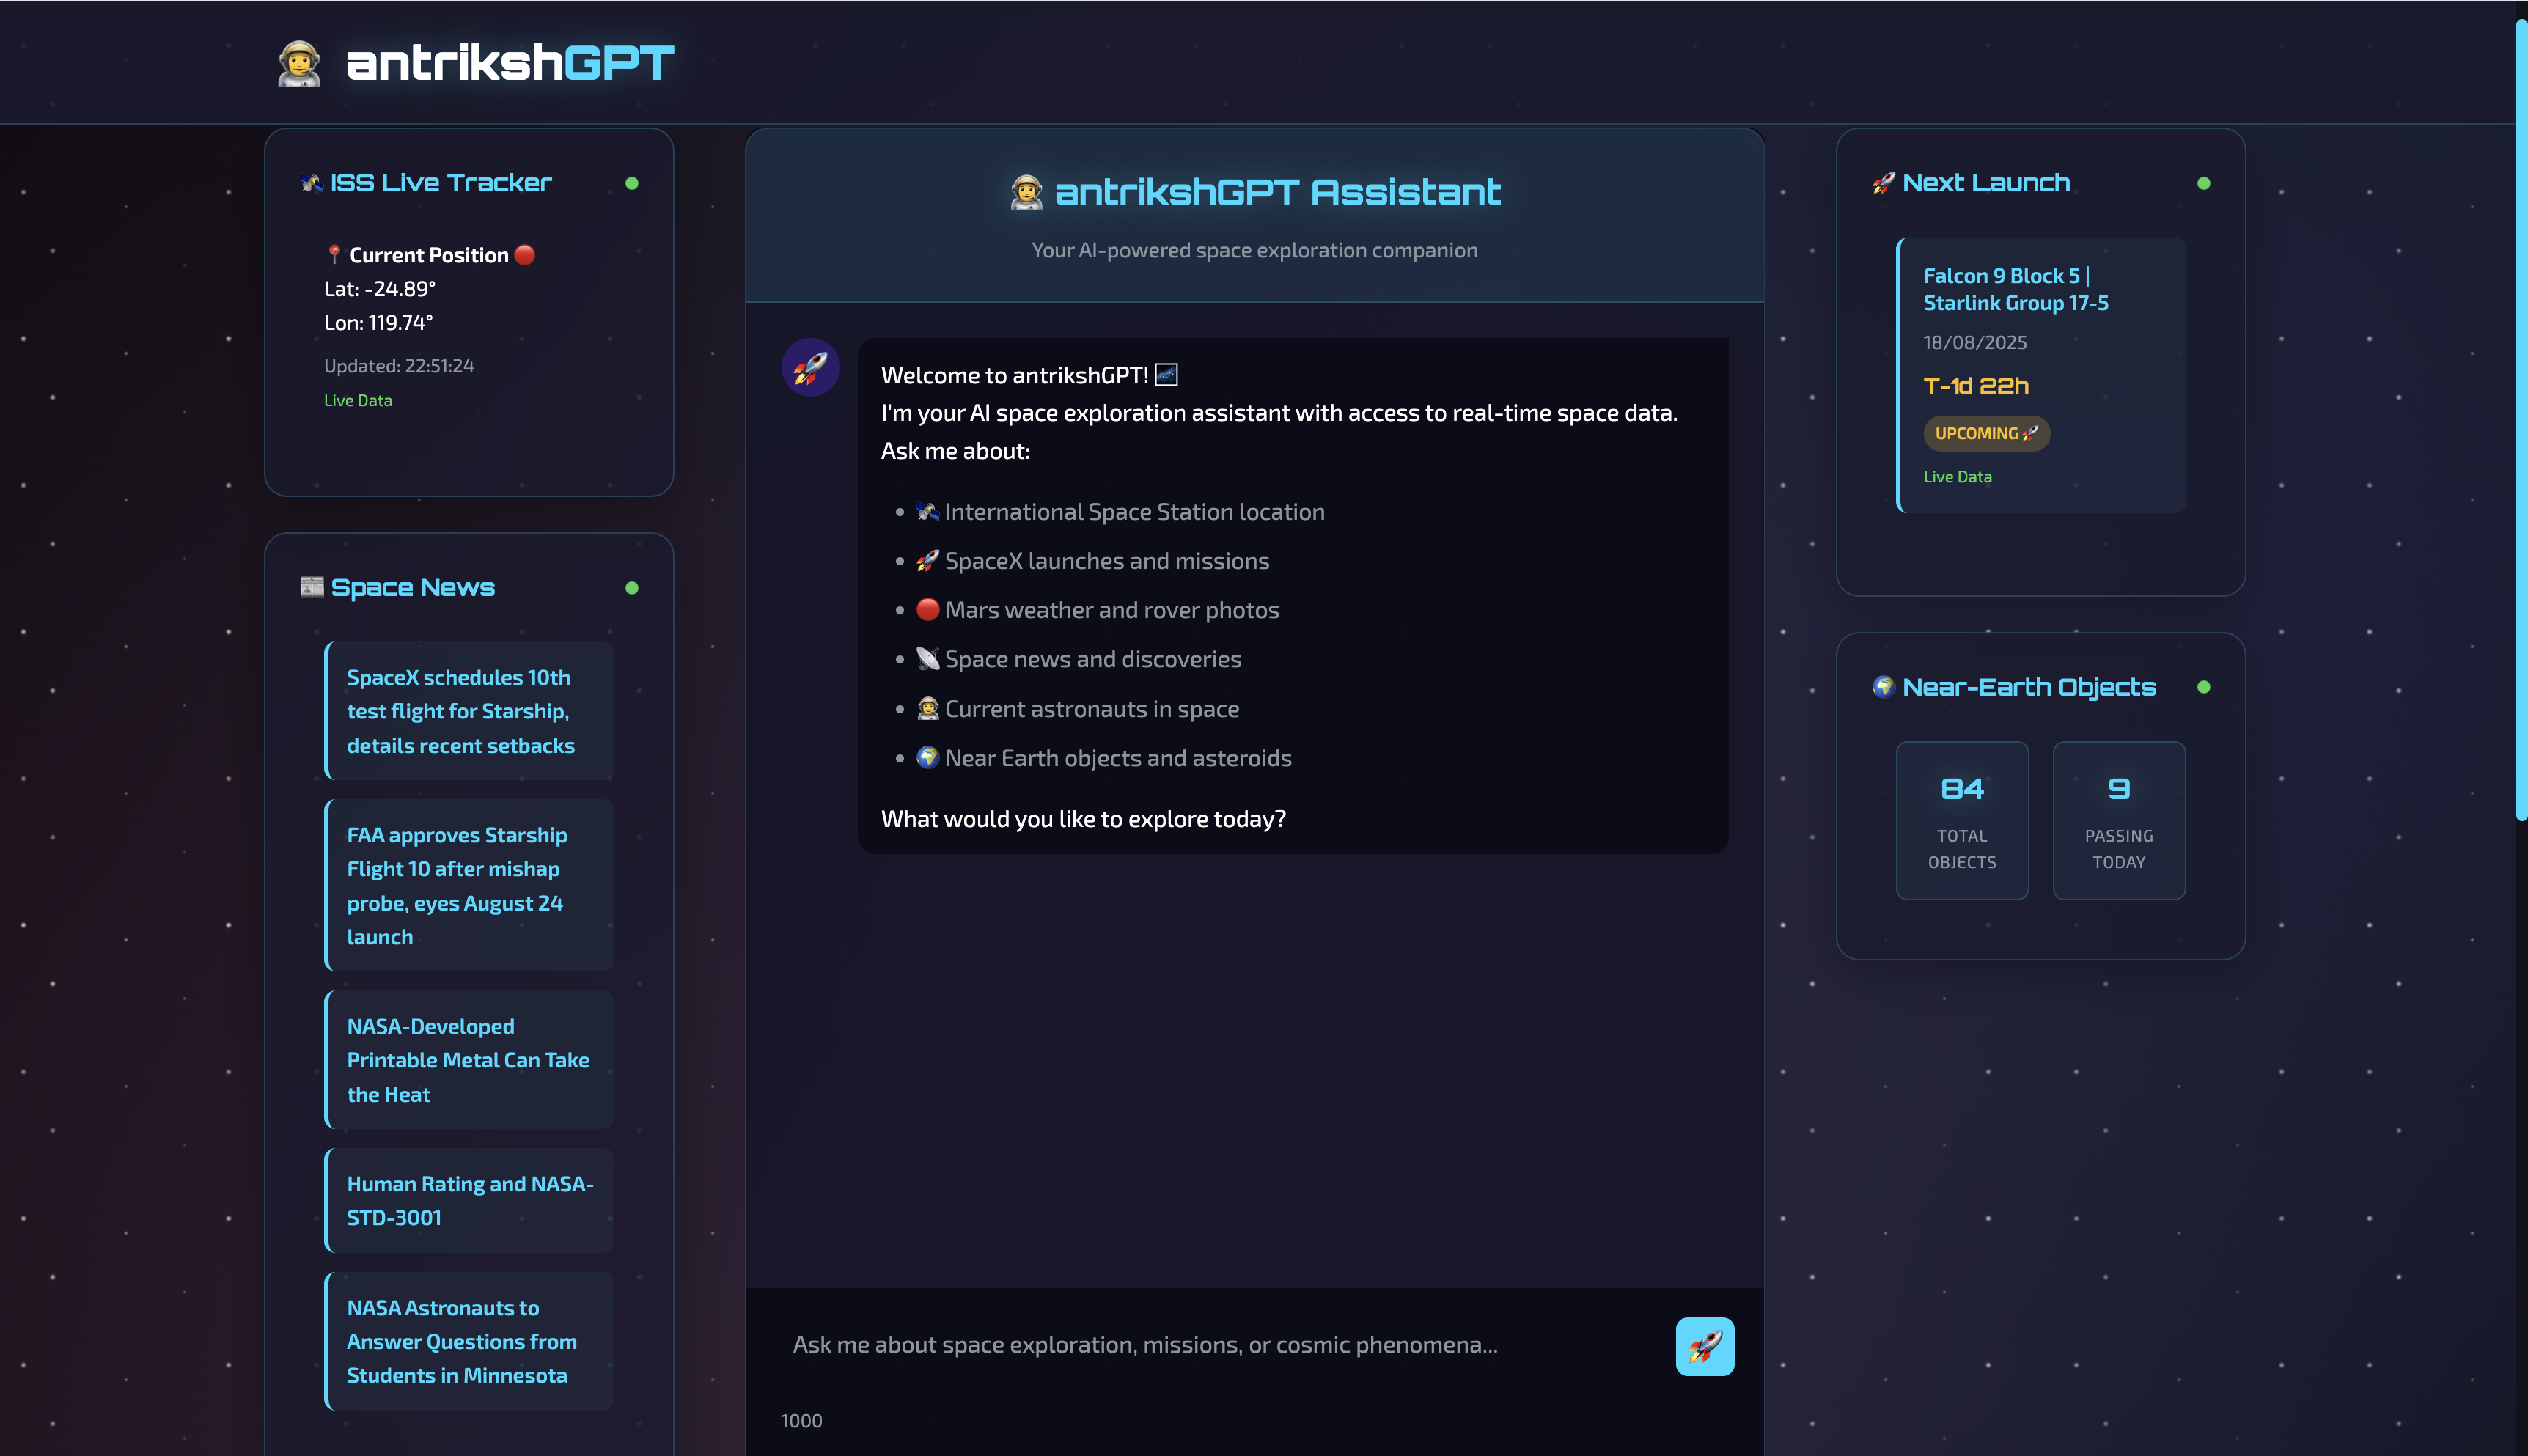 antrikshGPT
ISS Live Tracker
Current Position
Lat: -24.89°
Lon: 119.74°
Updated: 22:51:24
Live Data
Space News
SpaceX schedules 10th
test flight for Starship,
details recent setbacks
FAA approves Starship
Flight 10 after mishap
probe, eyes August 24
launch
NASA-Developed
Printable Metal Can Take
the Heat
Human Rating and NASA-
STD-3001
NASA Astronauts to
Answer Questions from
Students in Minnesota
antrikshGPT Assistant
Your AI-powered space exploration companion
Welcome to antrikshGPT!
I'm your AI space exploration assistant with access to real-time space data.
Ask me about:
International Space Station location
SpaceX launches and missions
Mars weather and rover photos
Space news and discoveries
Current astronauts in space
Near Earth objects and asteroids
What would you like to explore today?
Ask me about space exploration, missions, or cosmic phenomena...
1000
Next Launch
Falcon 9 Block 5 |
Starlink Group 17-5
18/08/2025
T-1d 22h
UPCOMING
Live Data
Near-Earth Objects
84
TOTAL
OBJECTS
9
PASSING
TODAY